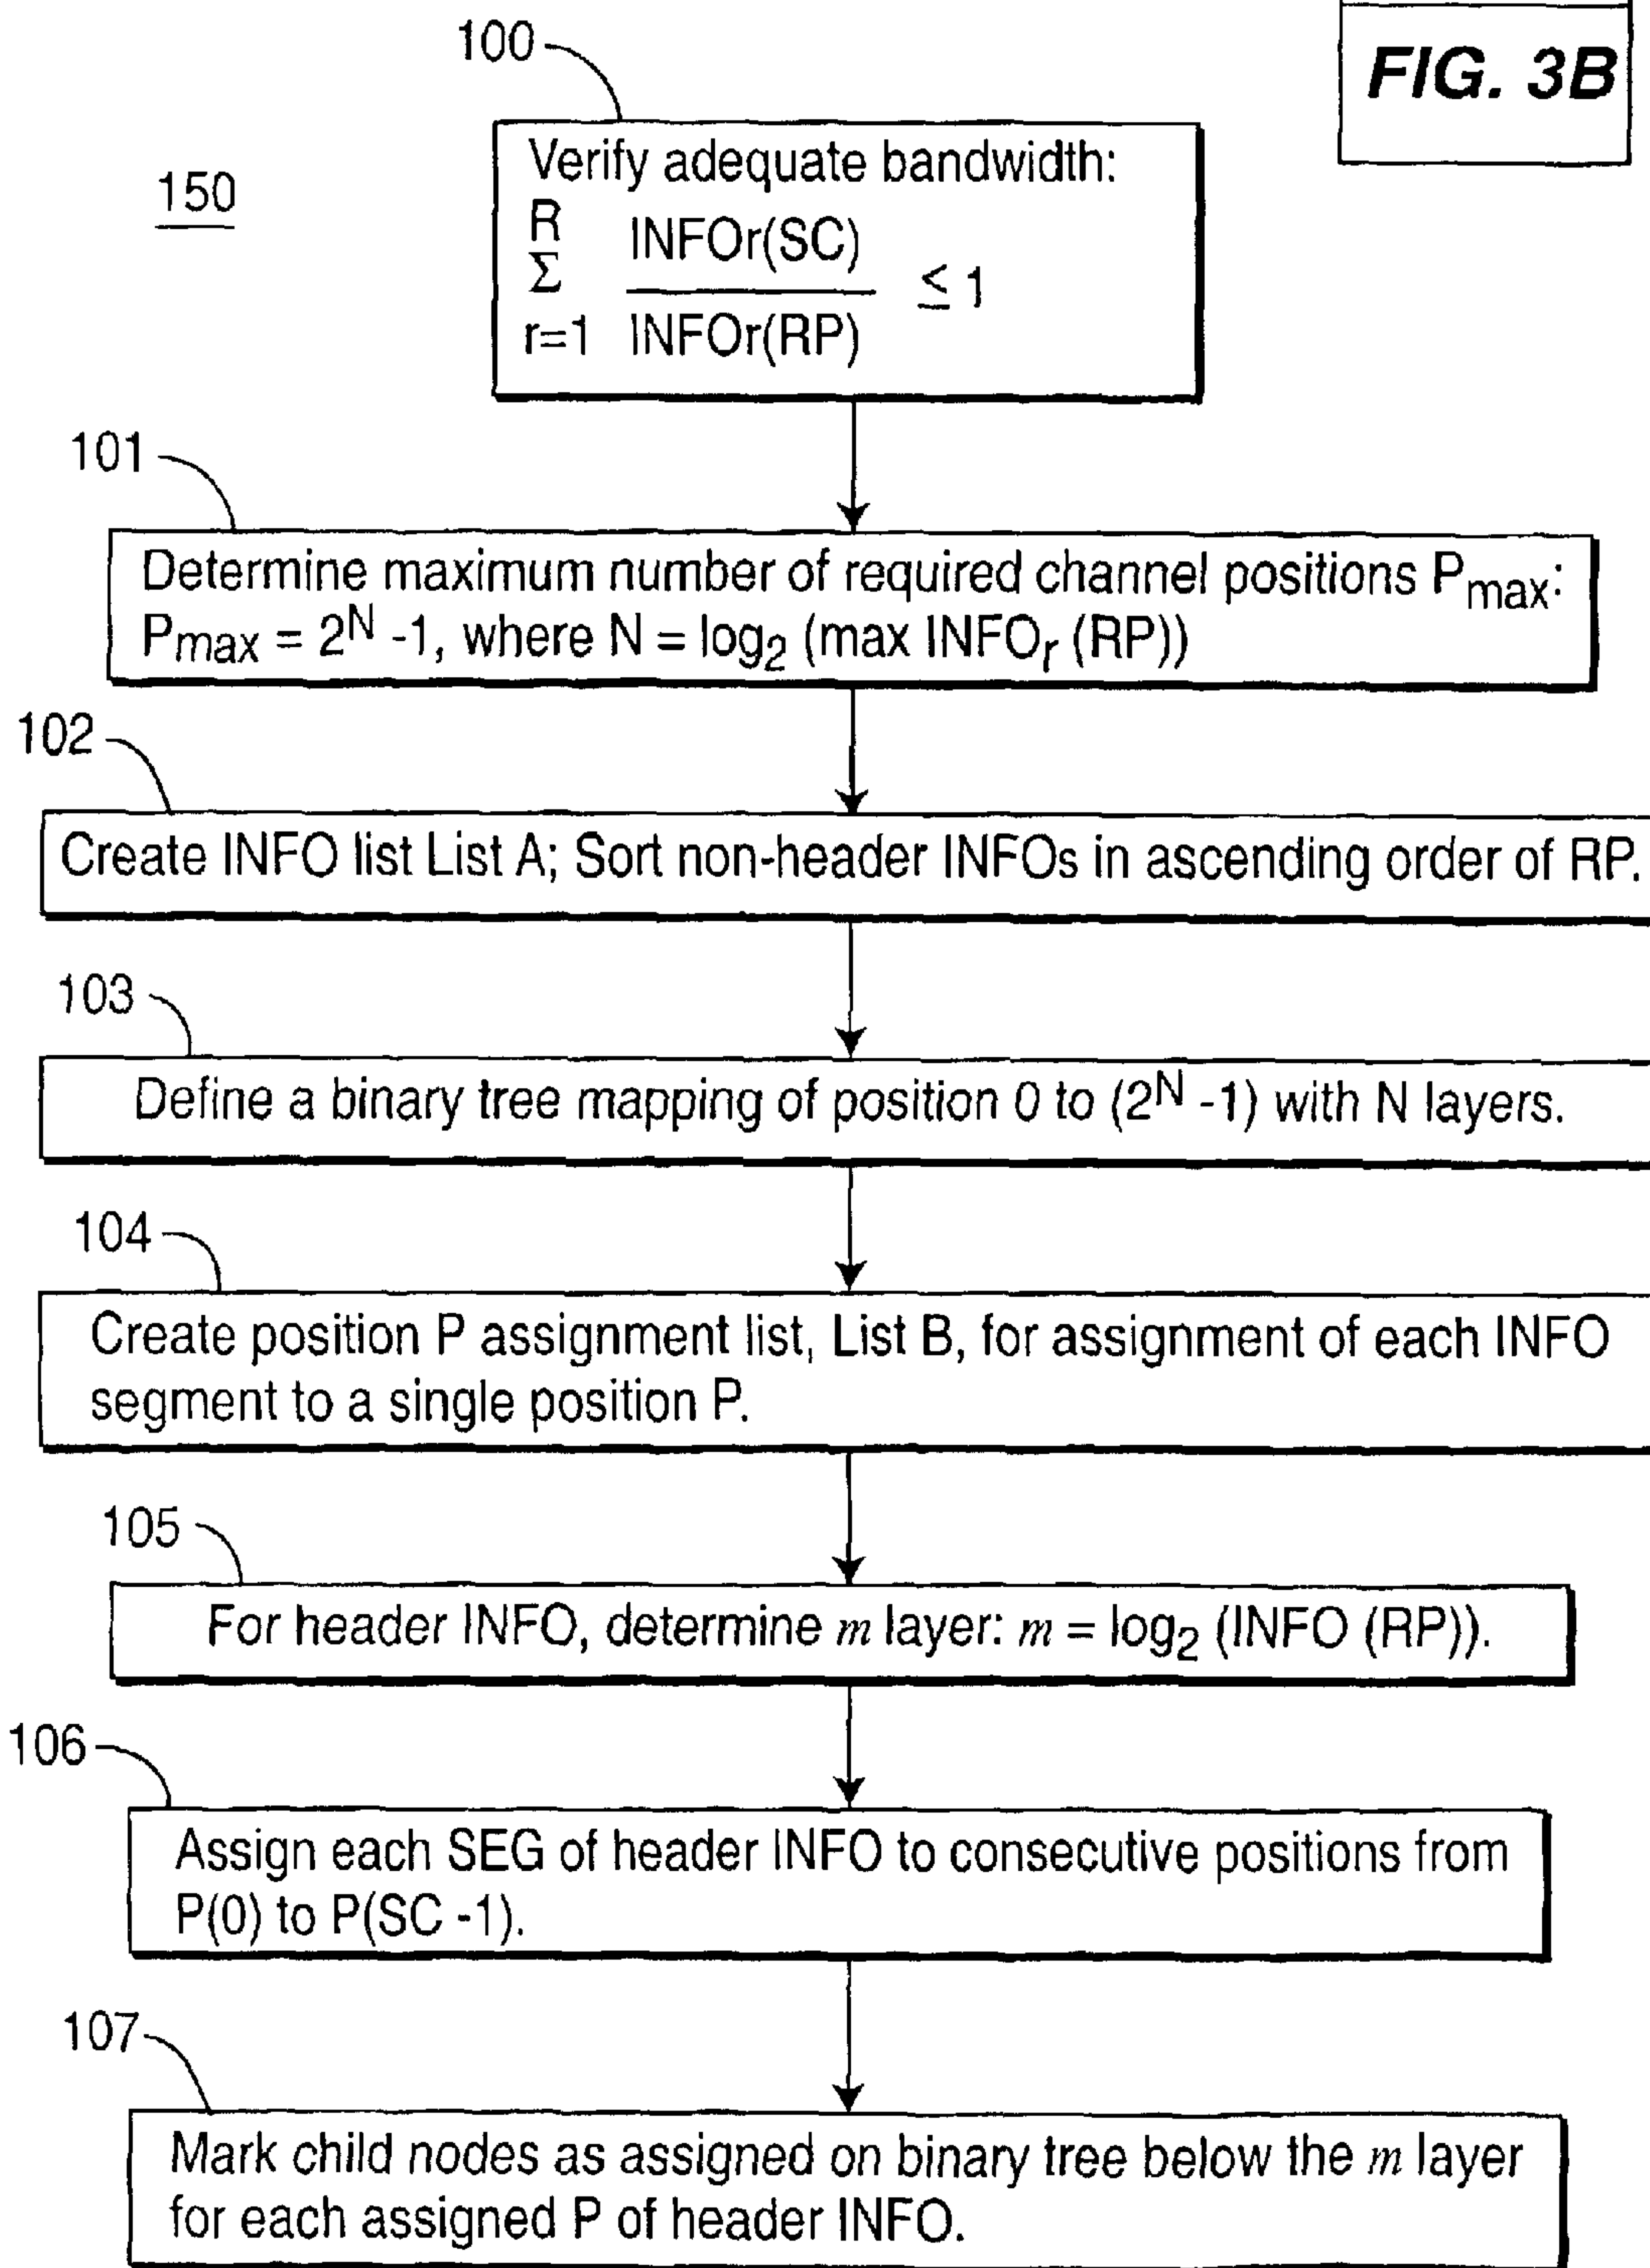 100
FIG. 3B
150
Verify adequate bandwidth:
R
Σ
r=1
INFOr(SC)
INFOr(RP)
≤ 1
101
Determine maximum number of required channel positions Pmax:
Pmax = 2^N -1, where N = log2 (max INFOr (RP))
102
Create INFO list List A; Sort non-header INFOs in ascending order of RP.
103
Define a binary tree mapping of position 0 to (2^N -1) with N layers.
104
Create position P assignment list, List B, for assignment of each INFO
segment to a single position P.
105
For header INFO, determine m layer: m = log2 (INFO (RP)).
106
Assign each SEG of header INFO to consecutive positions from
P(0) to P(SC -1).
107
Mark child nodes as assigned on binary tree below the m layer
for each assigned P of header INFO.